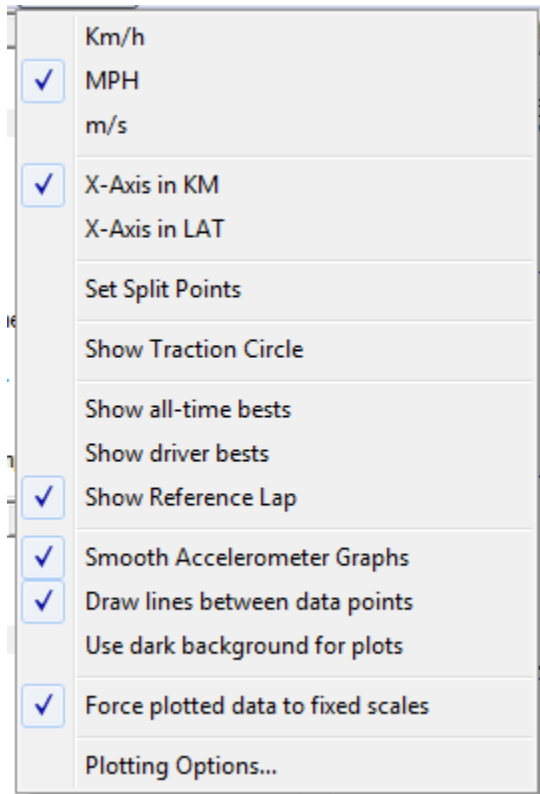 Km/h
MPH
m/s
X-Axis in KM
X-Axis in LAT
Set Split Points
Show Traction Circle
Show all-time bests
Show driver bests
Show Reference Lap
Smooth Accelerometer Graphs
Draw lines between data points
Use dark background for plots
Force plotted data to fixed scales
Plotting Options...